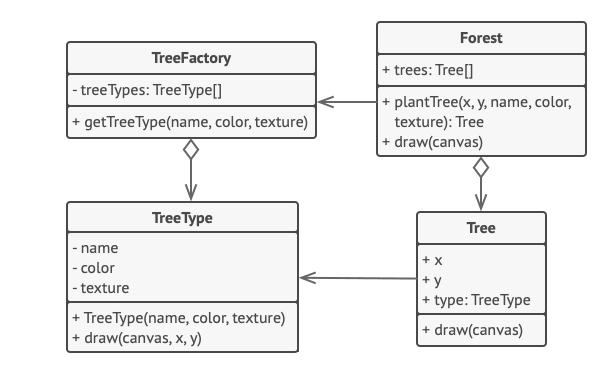 TreeFactory
- treeTypes: TreeType[]
+ getTreeType(name, color, texture)
Forest
+ trees: Tree[]
+ plantTree(x, y, name, color,
texture): Tree
+ draw(canvas)
TreeType
- name
- color
- texture
+ TreeType(name, color, texture)
+ draw(canvas, x, y)
Tree
+ x
+ y
+ type: TreeType
+ draw(canvas)